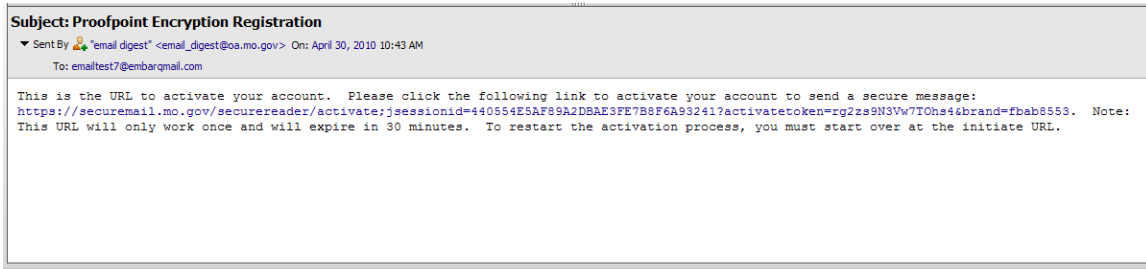 Subject: Proofpoint Encryption Registration
Sent By "email digest" <email_digest@oa.mo.gov> On: April 30, 2010 10:43 AM
To: emailtest7@embarqmail.com
This is the URL to activate your account. Please click the following link to activate your account to send a secure message:
https://securemail.mo.gov/securereader/activate;jsessionid=440554E5AF89A2DBAE3FE7B8F6A93241?activatetoken=rg2zs9N3Vw7TOhs4&brand=fbab8553. Note:
This URL will only work once and will expire in 30 minutes. To restart the activation process, you must start over at the initiate URL.